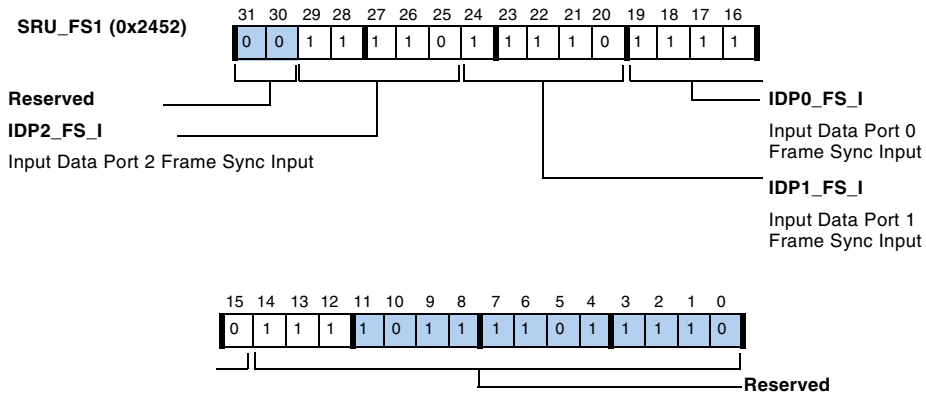 SRU_FS1 (0x2452)
31 30 29 28 27 26 25 24 23 22 21 20 19 18 17 16
0 0 1 1 1 1 0 1 1 1 1 0 1 1 1 1
Reserved
IDP2_FS_I
Input Data Port 2 Frame Sync Input
IDP0_FS_I
Input Data Port 0
Frame Sync Input
IDP1_FS_I
Input Data Port 1
Frame Sync Input
15 14 13 12 11 10 9 8 7 6 5 4 3 2 1 0
0 1 1 1 1 0 1 1 1 1 0 1 1 1 1 0
Reserved